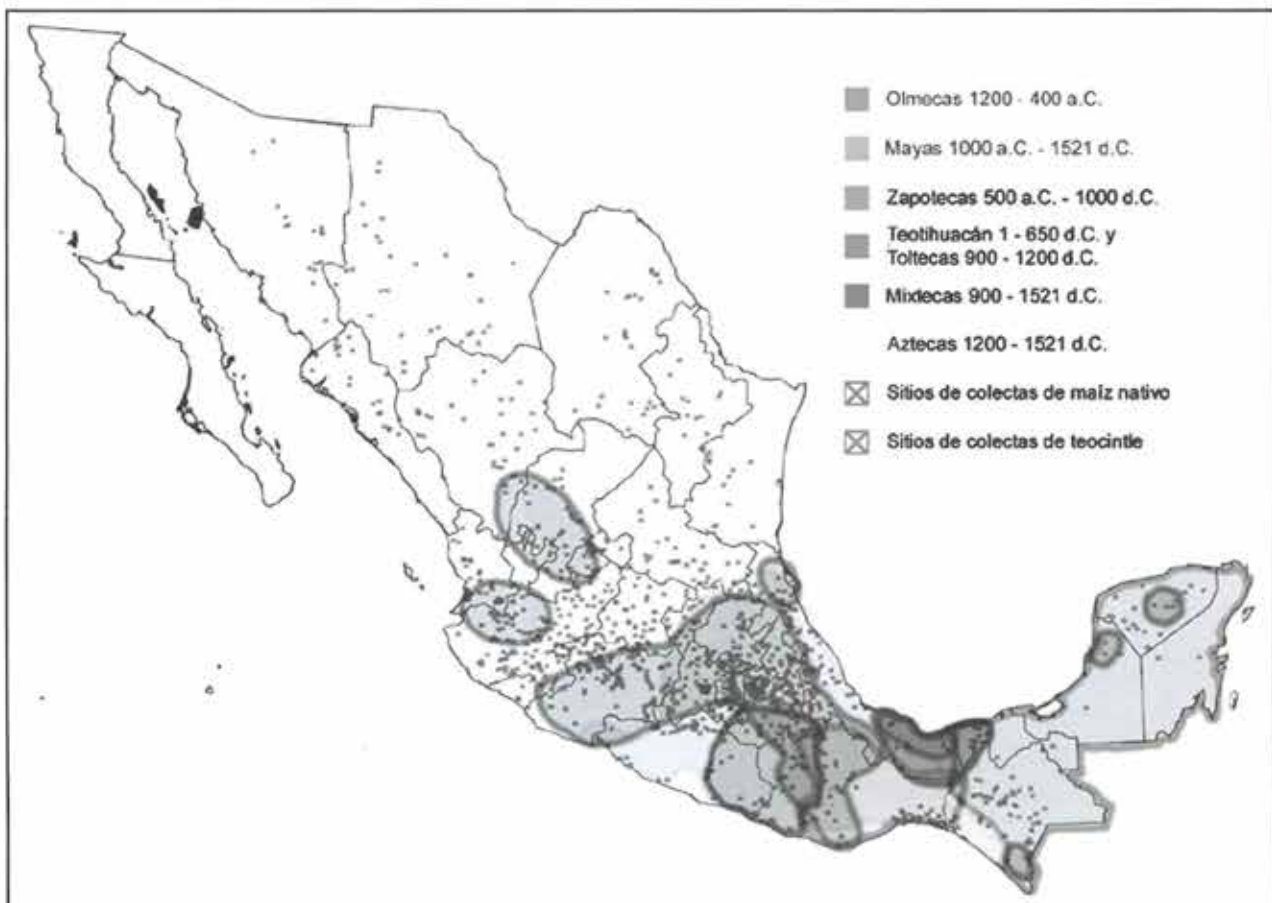 Olmecas 1200 - 400 a.C.
Mayas 1000 a.C. - 1521 d.C.
Zapotecas 500 a.C. - 1000 d.C.
Teotihuacán 1 - 650 d.C. y
Toltecas 900 - 1200 d.C.
Mixtecas 900 - 1521 d.C.
Aztecas 1200 - 1521 d.C.
Sitios de colectas de maíz nativo
Sitios de colectas de teocintle